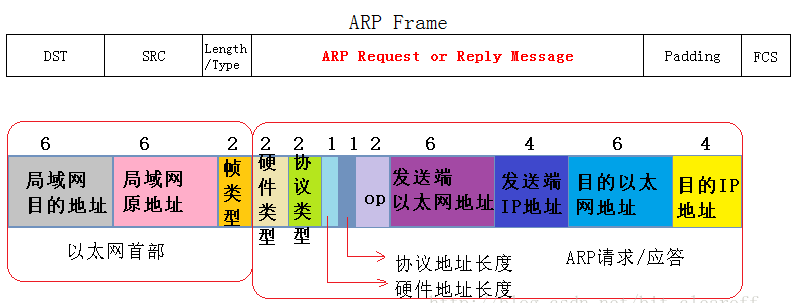 ARP Frame
DST
SRC
Length
/Type
ARP Request or Reply Message
Padding
FCS
6
6
2
2
2
1
1
2
6
4
6
4
局域网
目的地址
局域网
原地址
帧类型
硬件类型
协议类型
op
发送端
以太网地址
发送端
IP地址
目的以太
网地址
目的IP
地址
以太网首部
协议地址长度
硬件地址长度
ARP请求/应答